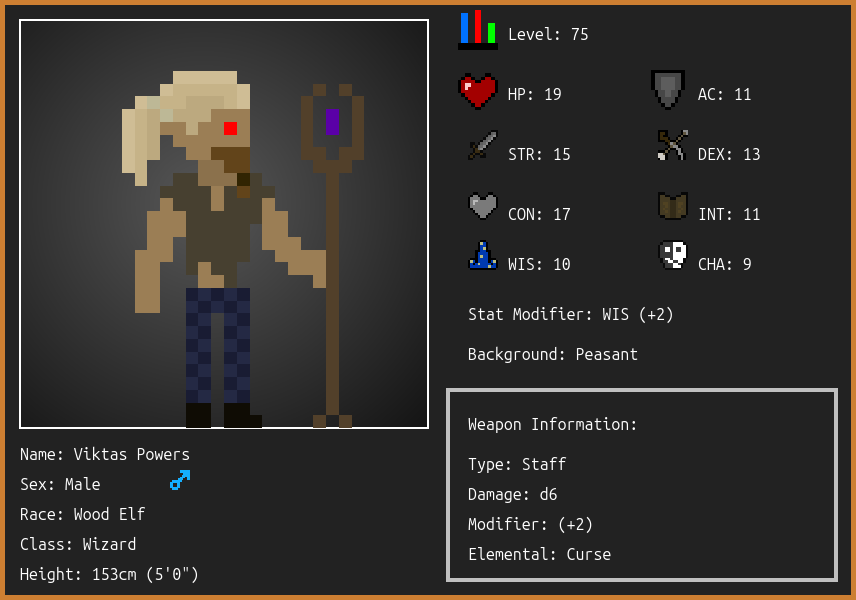 Level: 75
HP: 19
AC: 11
STR: 15
DEX: 13
CON: 17
INT: 11
WIS: 10
CHA: 9
Stat Modifier: WIS (+2)
Background: Peasant
Weapon Information:
Type: Staff
Damage: d6
Modifier: (+2)
Elemental: Curse
Name: Viktas Powers
Sex: Male
Race: Wood Elf
Class: Wizard
Height: 153cm (5'0")